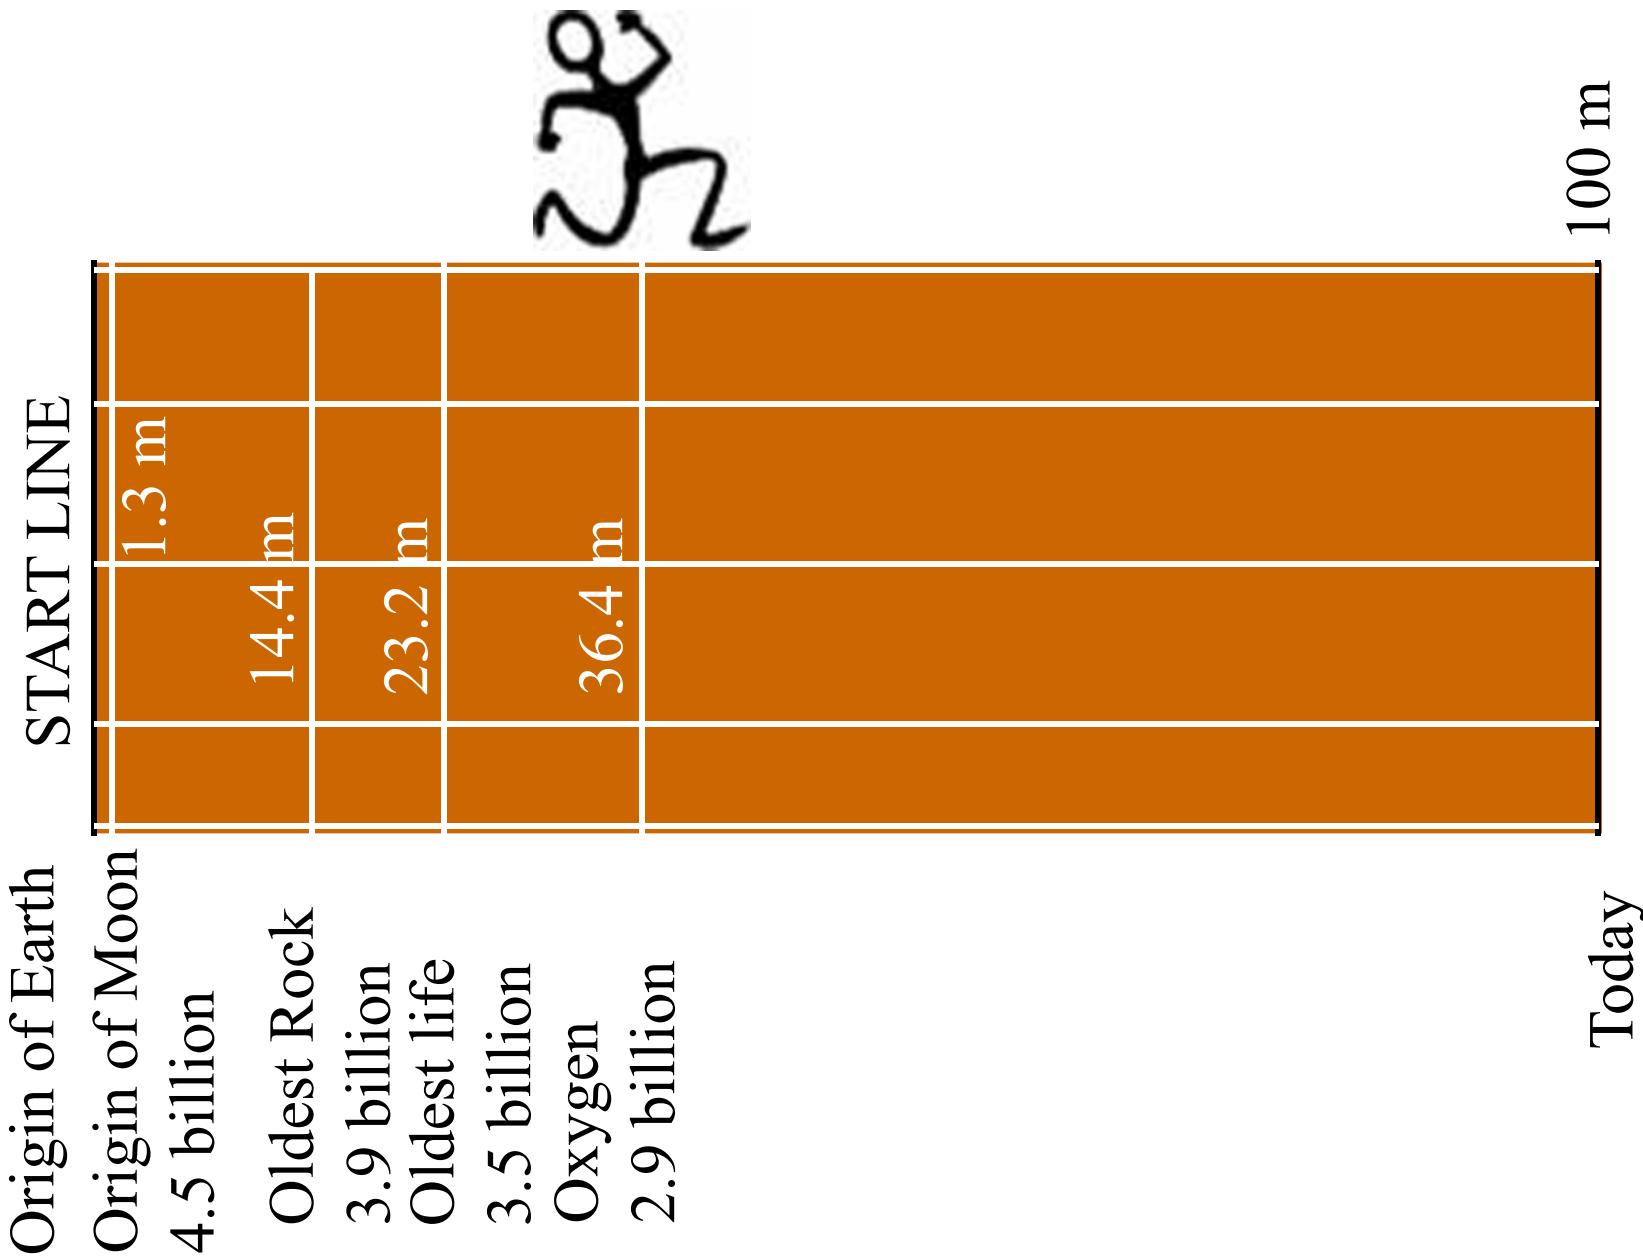 START LINE
1.3 m
14.4 m
23.2 m
36.4 m
100 m
Origin of Earth
Origin of Moon
4.5 billion
Oldest Rock
3.9 billion
Oldest life
3.5 billion
Oxygen
2.9 billion
Today